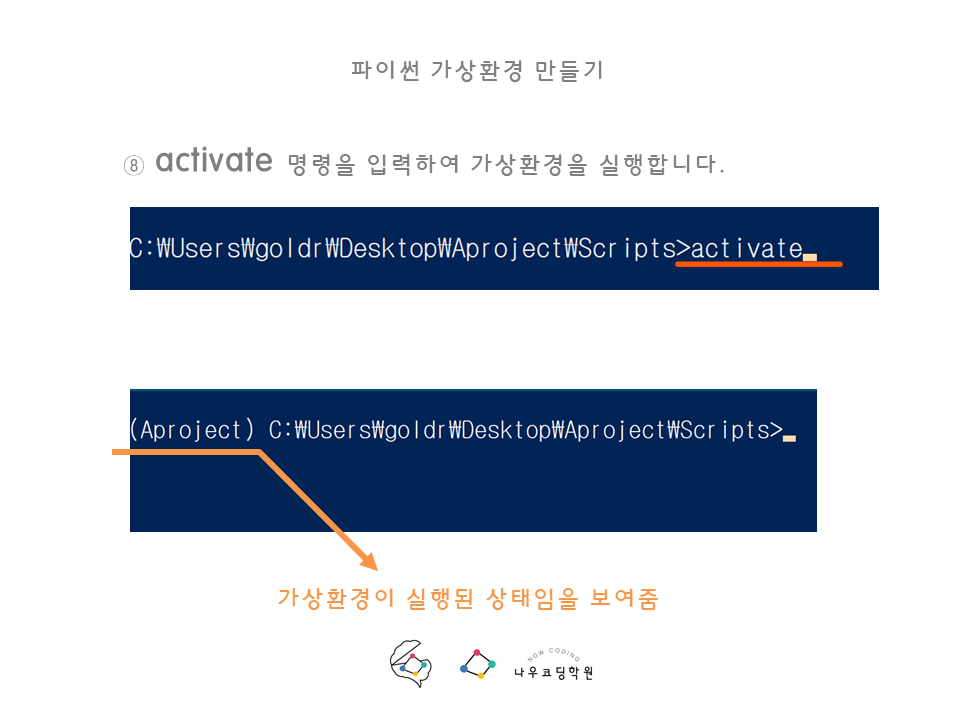 파이썬 가상환경 만들기
⑧ activate 명령을 입력하여 가상환경을 실행합니다.
C:₩Users₩goldr₩Desktop₩Aproject₩Scripts>activate
(Aproject) C:₩Users₩goldr₩Desktop₩Aproject₩Scripts>
가상환경이 실행된 상태임을 보여줌
NOW CODING
나우코딩학원